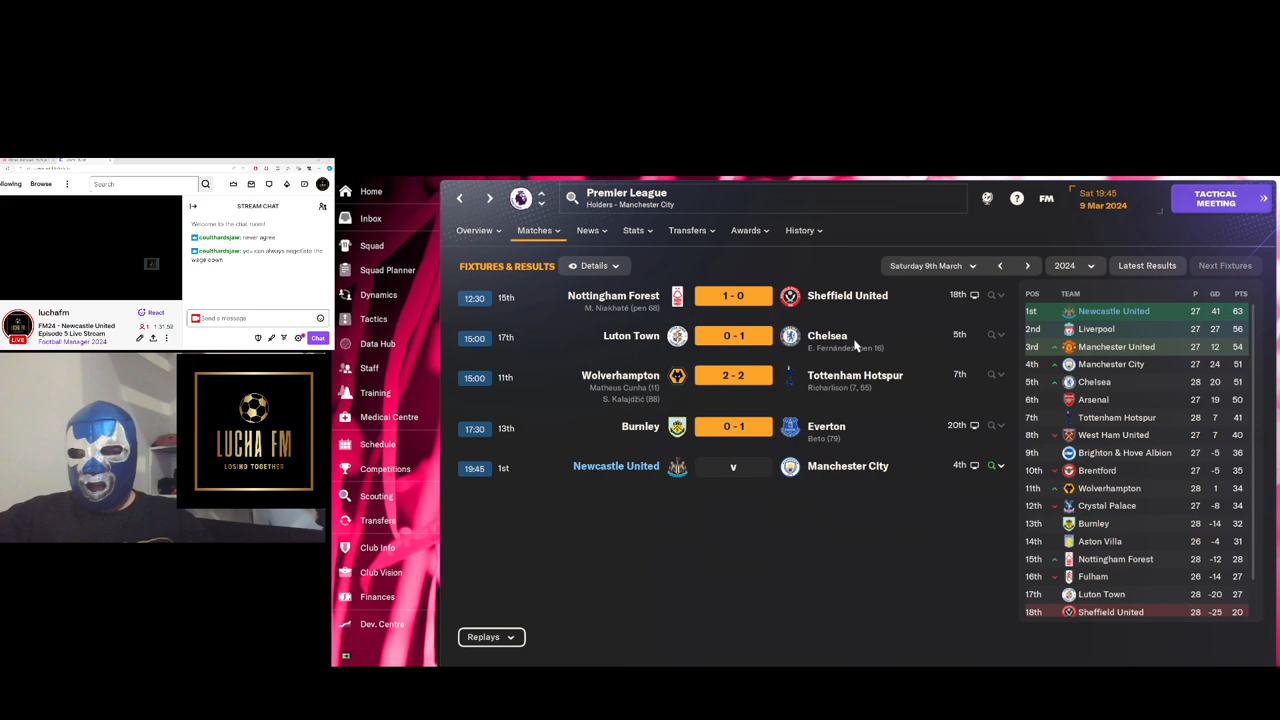 Following Browse Search
STREAM CHAT
Welcome to the chat room!
coulthardsjaw: never agree
coulthardsjaw: you can always negotiate the
wage down
luchafm
React
FM24 - Newcastle United
Episode 5 Live Stream
1 1:31:59
Football Manager 2024
LIVE
Send a message
Chat
LUCHA FM
LOSING TOGETHER
Home
Inbox
Squad
Squad Planner
Dynamics
Tactics
Data Hub
Staff
Training
Medical Centre
Schedule
Competitions
Scouting
Transfers
Club Info
Club Vision
Finances
Dev. Centre
Premier League
Holders - Manchester City
FM
Sat 19:45
9 Mar 2024
TACTICAL
MEETING
Overview Matches News Stats Transfers Awards History
FIXTURES & RESULTS Details Saturday 9th March 2024 Latest Results Next Fixtures
12:30 15th Nottingham Forest 1 - 0 Sheffield United 18th
M. Niakhaté (pen 68)
15:00 17th Luton Town 0 - 1 Chelsea 5th
E. Fernández (pen 16)
15:00 11th Wolverhampton 2 - 2 Tottenham Hotspur 7th
Matheus Cunha (11) Richarlison (7, 55)
S. Kalajdžić (88)
17:30 13th Burnley 0 - 1 Everton 20th
Beto (79)
19:45 1st Newcastle United v Manchester City 4th
Replays
POS TEAM P GD PTS
1st Newcastle United 27 41 63
2nd Liverpool 27 27 56
3rd Manchester United 27 12 54
4th Manchester City 27 24 51
5th Chelsea 28 20 51
6th Arsenal 27 19 50
7th Tottenham Hotspur 28 7 41
8th West Ham United 27 7 40
9th Brighton & Hove Albion 27 -5 36
10th Brentford 27 -5 35
11th Wolverhampton 28 1 34
12th Crystal Palace 27 -8 34
13th Burnley 28 -14 32
14th Aston Villa 26 -4 31
15th Nottingham Forest 28 -12 28
16th Fulham 26 -14 27
17th Luton Town 28 -20 27
18th Sheffield United 28 -25 20